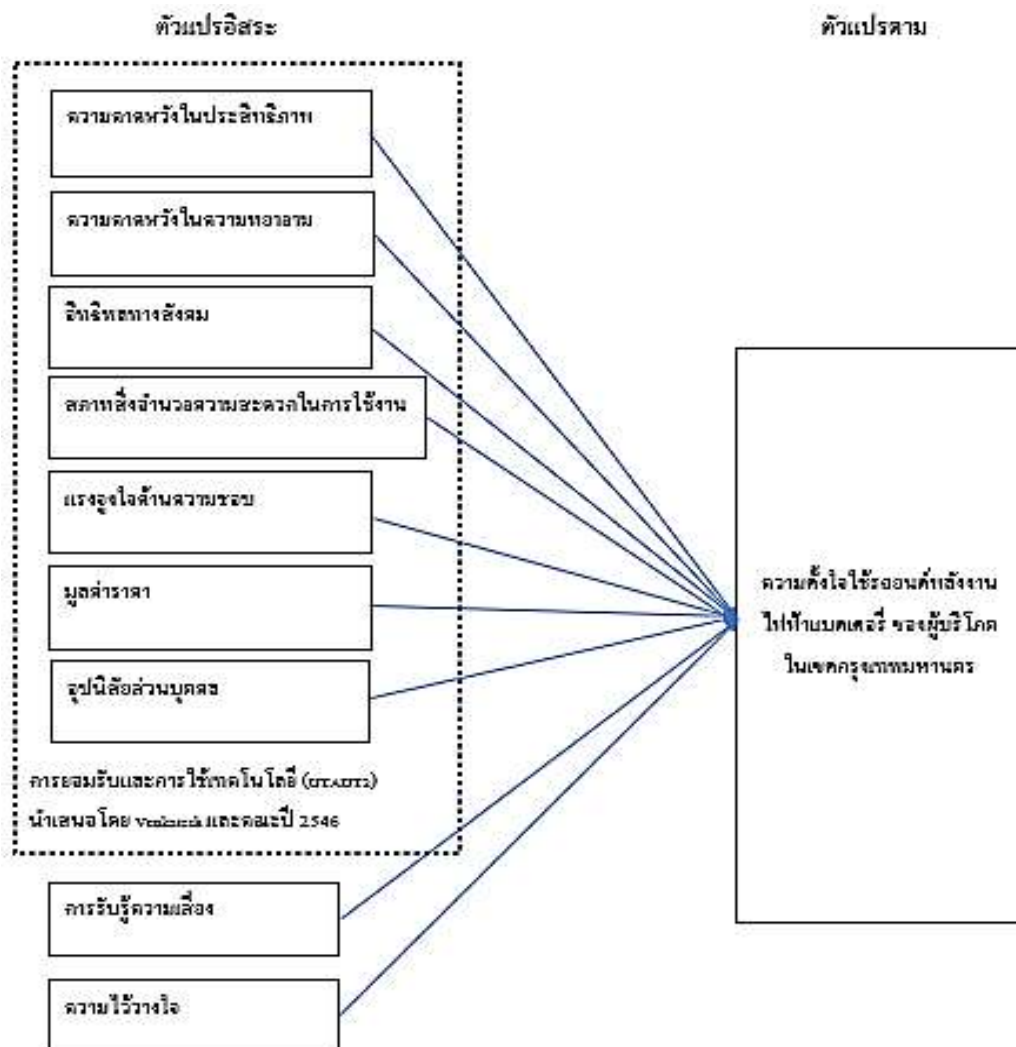 ตัวแปรอิสระ
ตัวแปรตาม
ความคาดหวังในประสิทธิภาพ
ความคาดหวังในความพยายาม
อิทธิพลทางสังคม
สภาพสิ่งอำนวยความสะดวกในการใช้งาน
แรงจูงใจด้านความชอบ
มูลค่าราคา
อุปนิสัยส่วนบุคคล
การยอมรับและการใช้เทคโนโลยี (UTAUT2)
นำเสนอโดย Venkatesh และคณะปี 2546
ความตั้งใจใช้รถยนต์พลังงาน
ไฟฟ้าแบตเตอรี่ ของผู้บริโภค
ในเขตกรุงเทพมหานคร
การรับรู้ความเสี่ยง
ความไว้วางใจ